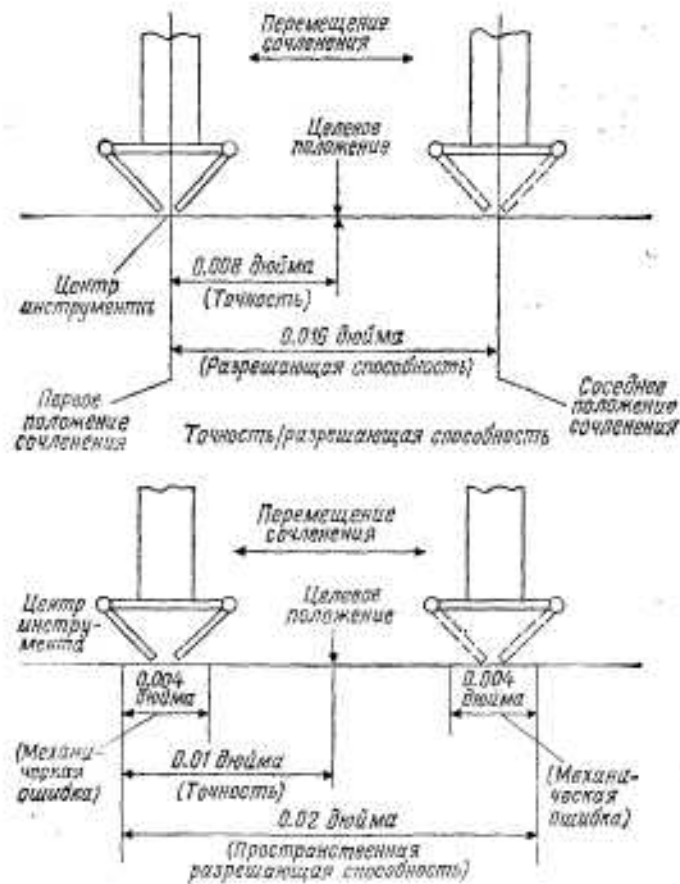 Перемещение
сочленения
Целевое
положение
Центр
инструмента
0.008 дюйма
(Точность)
0.016 дюйма
(Разрешающая способность)
Первое
положение
сочленения
Соседнее
положение
сочленения
Точность/разрешающая способность
Перемещение
сочленения
Центр
инстру-
мента
Целевое
положение
0.004
дюйма
0.004
дюйма
(Механи-
ческая
ошибка)
0.01 дюйма
(Точность)
(Механи-
ческая
ошибка)
0.02 дюйма
(Пространственная
разрешающая способность)